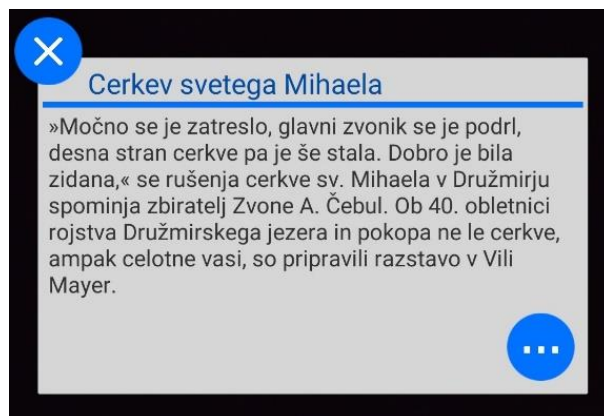 Cerkev svetega Mihaela
»Močno se je zatreslo, glavni zvonik se je podrl,
desna stran cerkve pa je še stala. Dobro je bila
zidana,« se rušenja cerkve sv. Mihaela v Družmirju
spominja zbiratelj Zvone A. Čebul. Ob 40. obletnici
rojstva Družmirskega jezera in pokopa ne le cerkve,
ampak celotne vasi, so pripravili razstavo v Vili
Mayer.